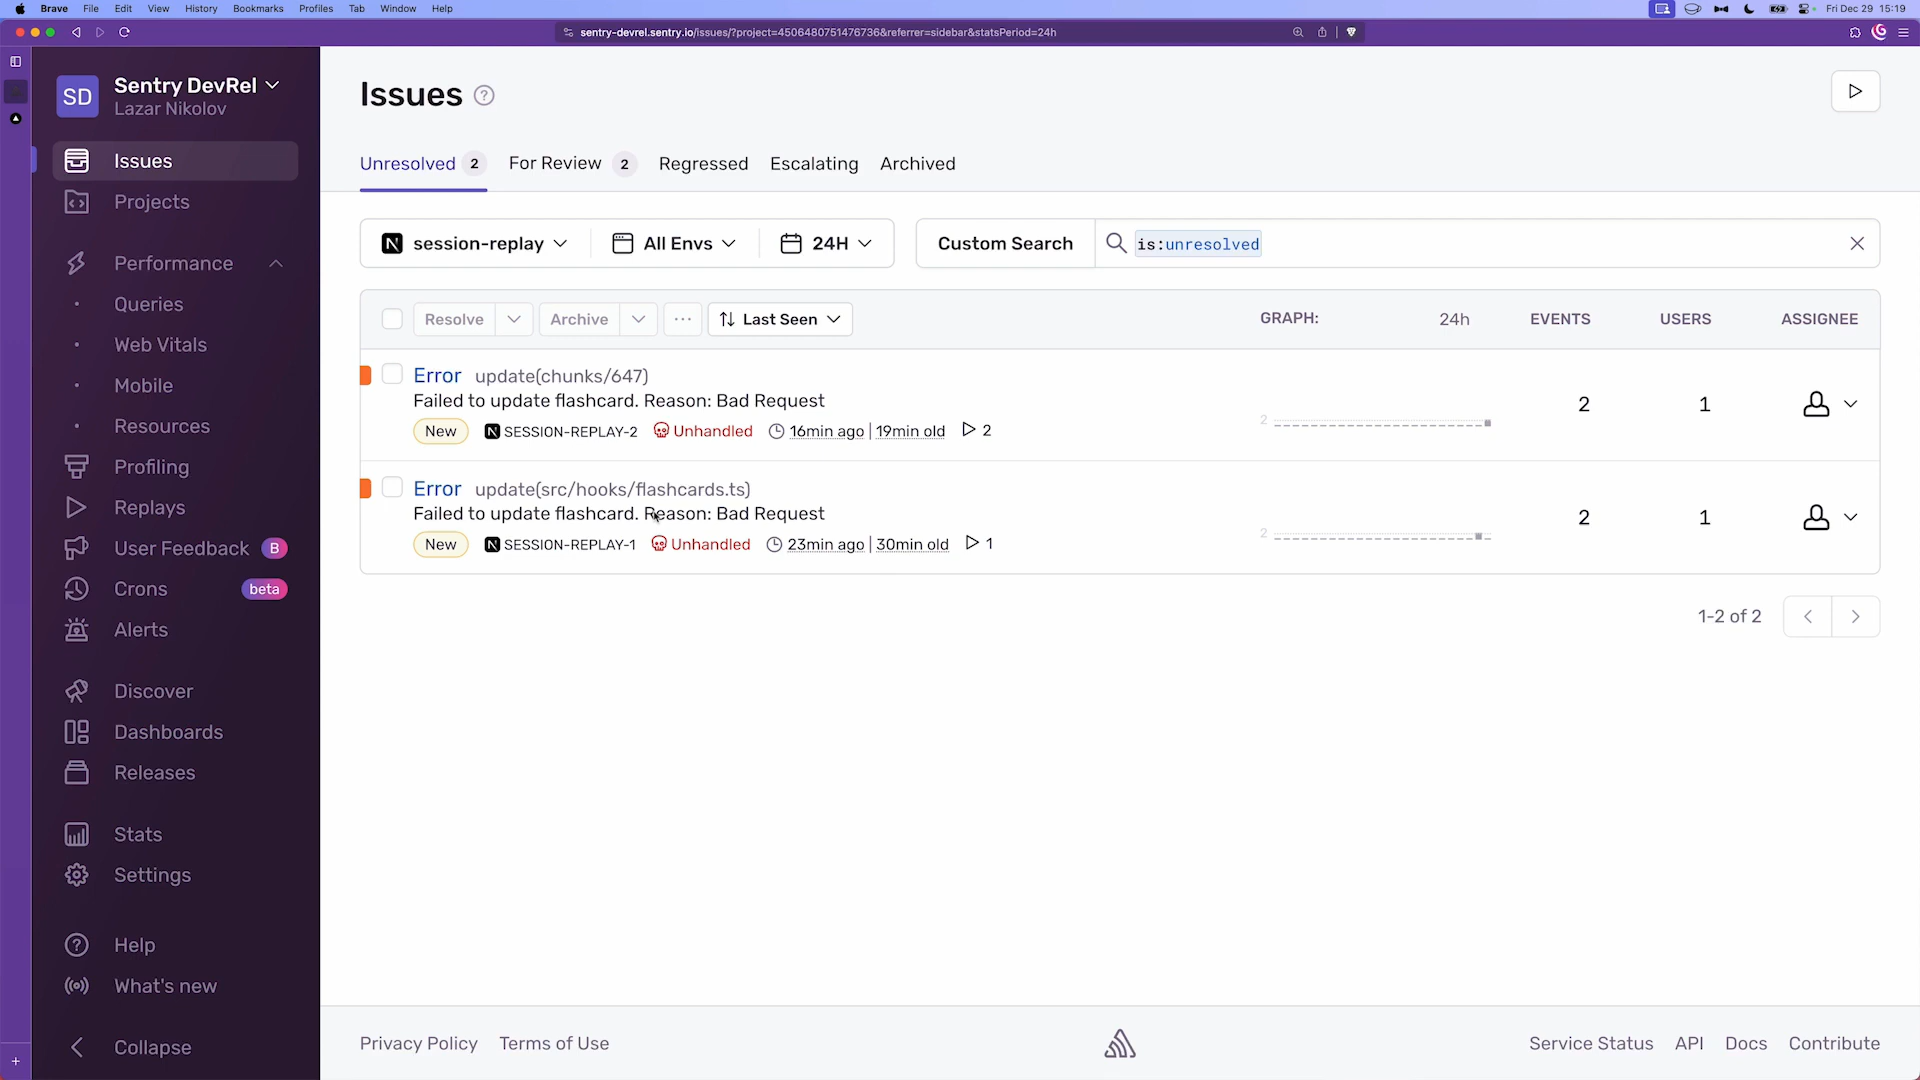 Brave File Edit View History Bookmarks Profiles Tab Window Help
Fri Dec 29 15:19
sentry-devrel.sentry.io/issues/?project=4506480751476736&referrer=sidebar&statsPeriod=24h
SD
Sentry DevRel
Lazar Nikolov
Issues
Projects
Performance
Queries
Web Vitals
Mobile
Resources
Profiling
Replays
User Feedback B
Crons beta
Alerts
Discover
Dashboards
Releases
Stats
Settings
Help
What's new
Collapse
Issues ?
Unresolved 2 For Review 2 Regressed Escalating Archived
session-replay All Envs 24H Custom Search is:unresolved
Resolve Archive ... Last Seen GRAPH: 24h EVENTS USERS ASSIGNEE
Error update(chunks/647)
Failed to update flashcard. Reason: Bad Request
New SESSION-REPLAY-2 Unhandled 16min ago | 19min old 2
2
2 1
Error update(src/hooks/flashcards.ts)
Failed to update flashcard. Reason: Bad Request
New SESSION-REPLAY-1 Unhandled 23min ago | 30min old 1
2
2 1
1-2 of 2
Privacy Policy Terms of Use Service Status API Docs Contribute